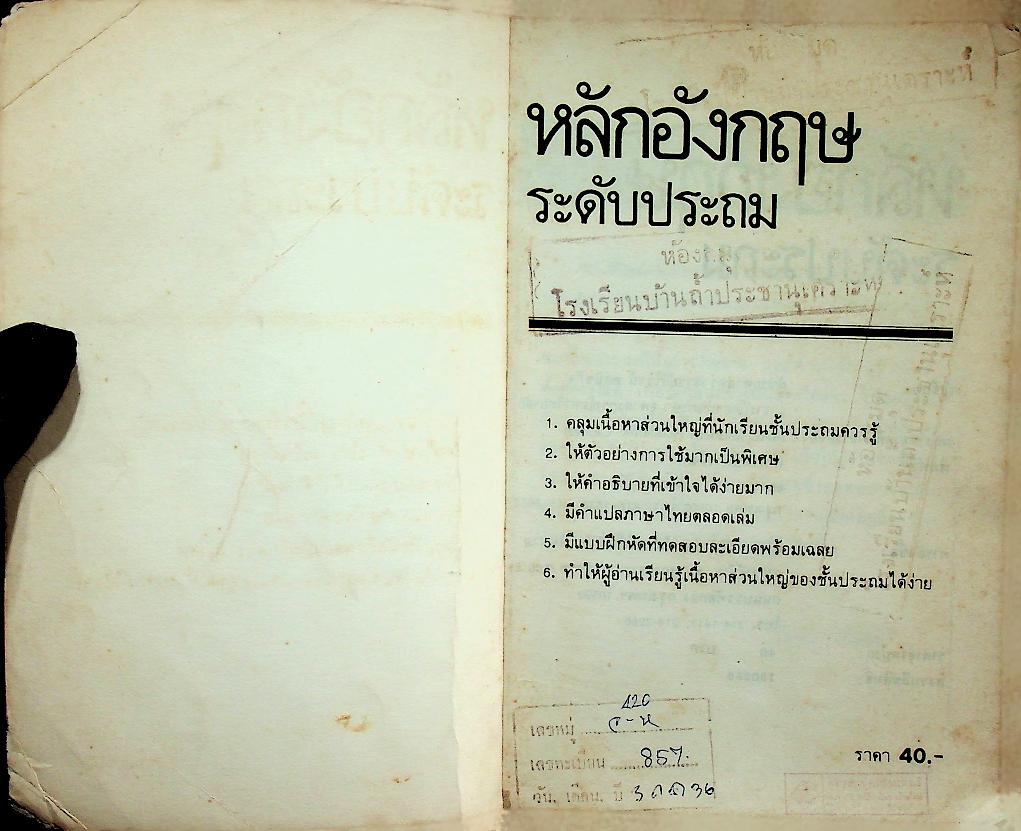 หลักอังกฤษ
ระดับประถม
โรงเรียนบ้านถ้ำประชานุเคราะห์
1. คลุมเนื้อหาส่วนใหญ่ที่นักเรียนชั้นประถมควรรู้
2. ให้ตัวอย่างการใช้มากเป็นพิเศษ
3. ให้คำอธิบายที่เข้าใจได้ง่ายมาก
4. มีคำแปลภาษาไทยตลอดเล่ม
5. มีแบบฝึกหัดที่ทดสอบละเอียดพร้อมเฉลย
6. ทำให้ผู้อ่านเรียนรู้เนื้อหาส่วนใหญ่ของชั้นประถมได้ง่าย
420
เลขหมู่
เลขทะเบียน 857
วัน, เดือน, ปี
ราคา 40.-